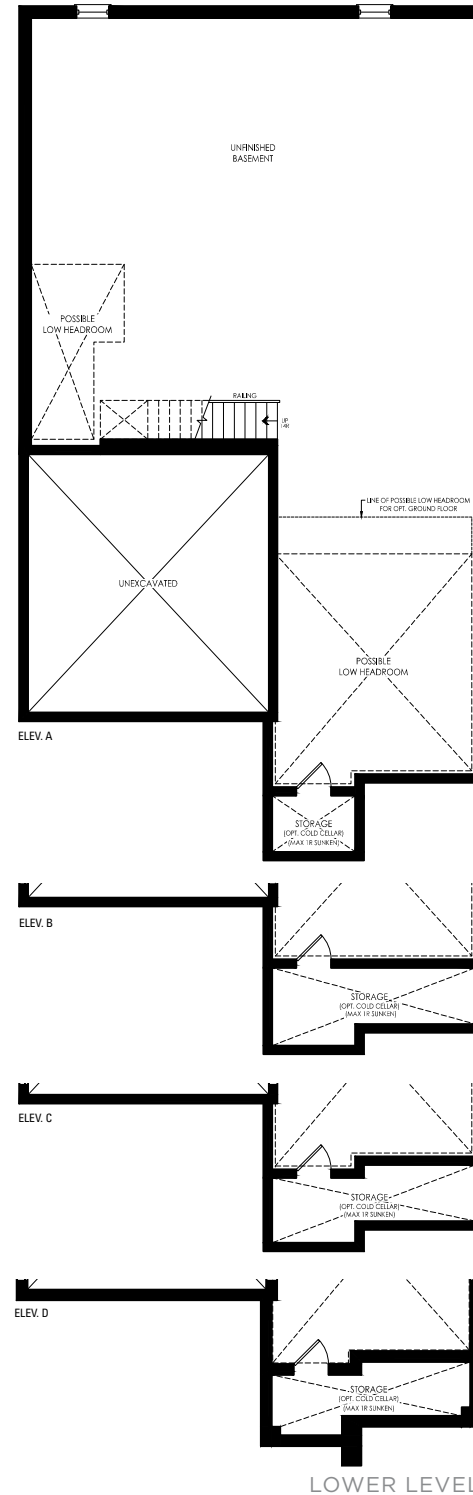 UNFINISHED
BASEMENT
POSSIBLE
LOW HEADROOM
RAILING
UP
14R
LINE OF POSSIBLE LOW HEADROOM
FOR OPT. GROUND FLOOR
UNEXCAVATED
POSSIBLE
LOW HEADROOM
ELEV. A
STORAGE
(OPT. COLD CELLAR)
(MAX 1R SUNKEN)
ELEV. B
STORAGE
(OPT. COLD CELLAR)
(MAX 1R SUNKEN)
ELEV. C
STORAGE
(OPT. COLD CELLAR)
(MAX 1R SUNKEN)
ELEV. D
STORAGE
(OPT. COLD CELLAR)
(MAX 1R SUNKEN)
LOWER LEVEL